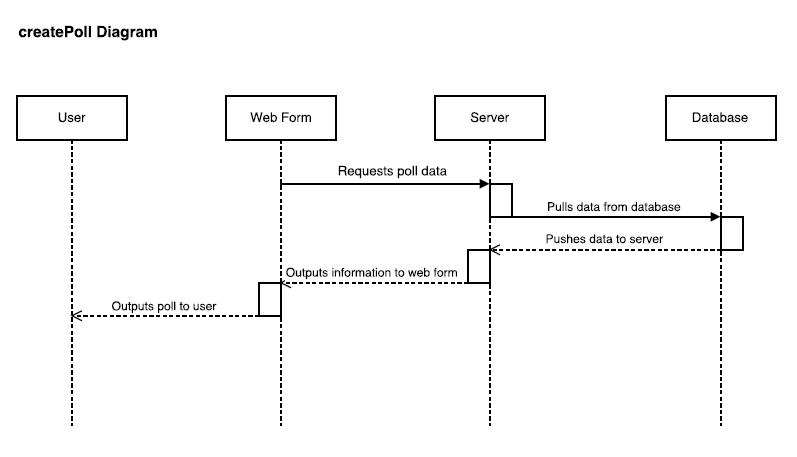 createPoll Diagram
User
Web Form
Server
Database
Requests poll data
Pulls data from database
Pushes data to server
Outputs information to web form
Outputs poll to user